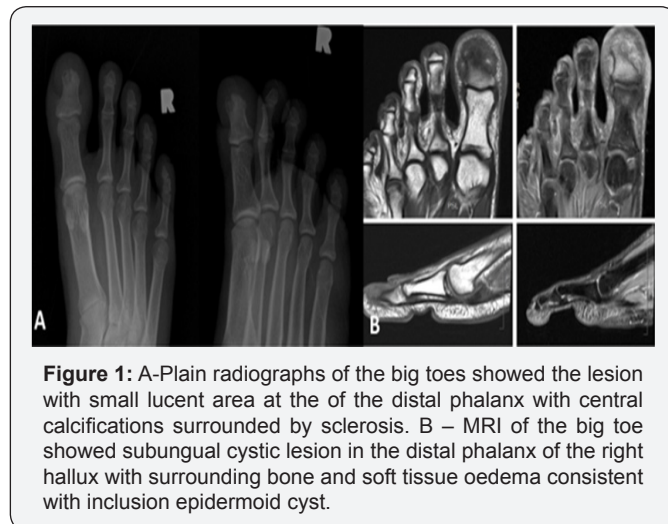 R
R
A
B
Figure 1: A-Plain radiographs of the big toes showed the lesion
with small lucent area at the of the distal phalanx with central
calcifications surrounded by sclerosis. B – MRI of the big toe
showed subungual cystic lesion in the distal phalanx of the right
hallux with surrounding bone and soft tissue oedema consistent
with inclusion epidermoid cyst.